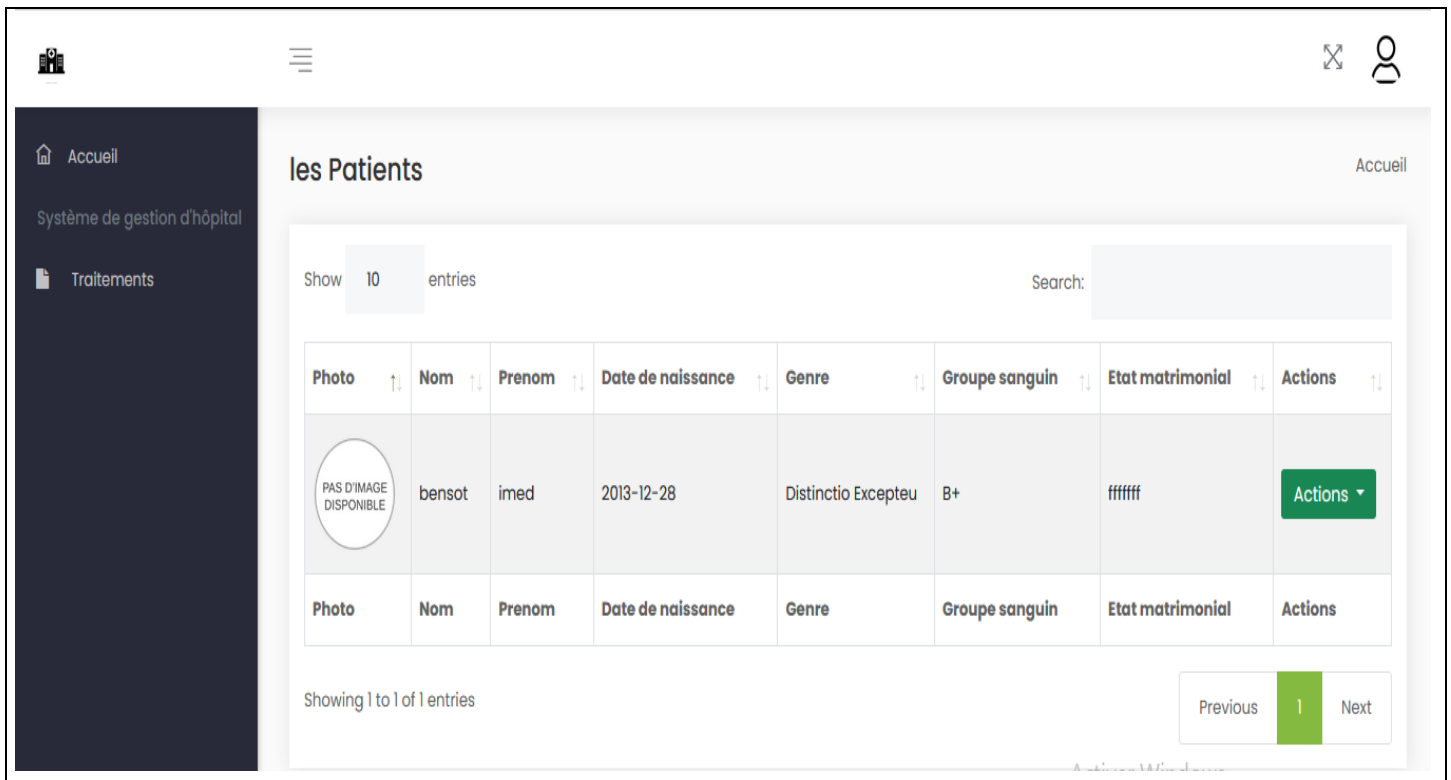 Accueil
les Patients
Accueil
Système de gestion d'hôpital
Traitements
Show 10 entries
Search:
Photo Nom Prenom Date de naissance Genre Groupe sanguin Etat matrimonial Actions
PAS D'IMAGE
DISPONIBLE
bensot imed 2013-12-28 Distinctio Excepteu B+ fffffff Actions
Photo Nom Prenom Date de naissance Genre Groupe sanguin Etat matrimonial Actions
Showing 1 to 1 of 1 entries
Previous 1 Next
Activer Windows